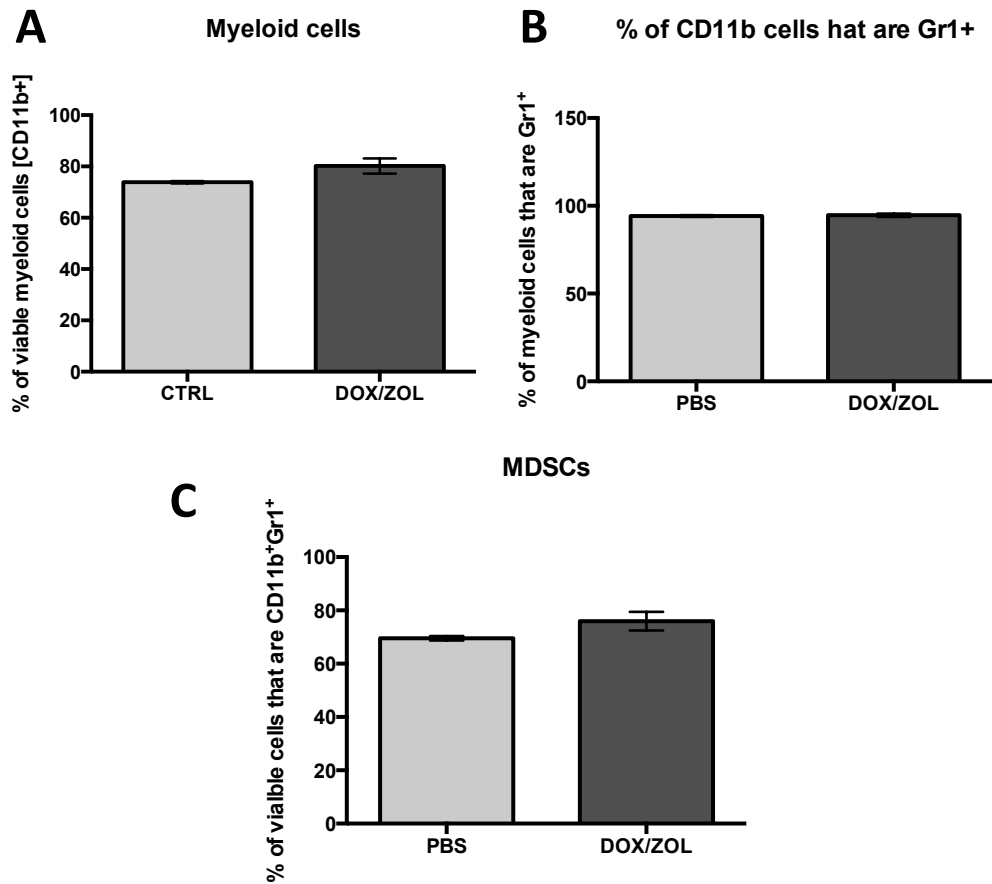 A
Myeloid cells
% of viable myeloid cells [CD11b+]
100
80
60
40
20
0
CTRL
DOX/ZOL
B
% of CD11b cells hat are Gr1+
% of myeloid cells that are Gr1⁺
150
100
50
0
PBS
DOX/ZOL
C
MDSCs
% of vialble cells that are CD11b⁺Gr1⁺
100
80
60
40
20
0
PBS
DOX/ZOL